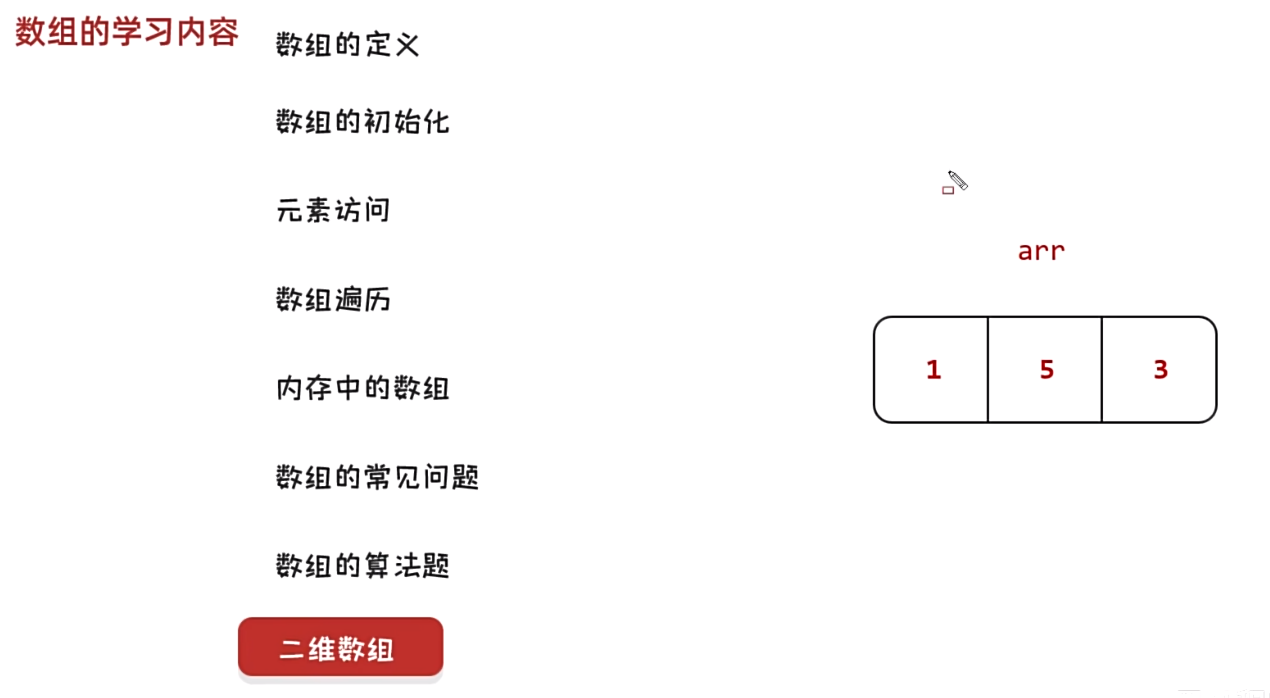 数组的学习内容
数组的定义
数组的初始化
元素访问
数组遍历
内存中的数组
数组的常见问题
数组的算法题
二维数组
arr
1 5 3